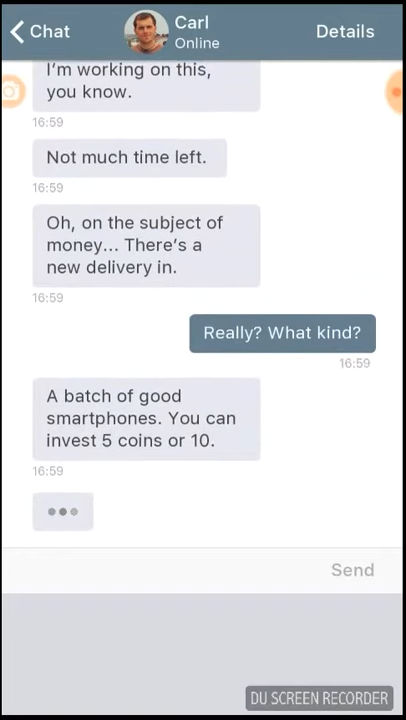 Chat
Carl
Online
Details
I'm working on this,
you know.
16:59
Not much time left.
16:59
Oh, on the subject of
money... There's a
new delivery in.
16:59
Really? What kind?
16:59
A batch of good
smartphones. You can
invest 5 coins or 10.
16:59
Send
DU SCREEN RECORDER